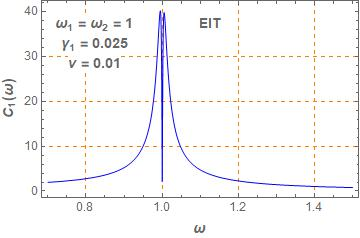 ω₁ = ω₂ = 1
EIT
γ₁ = 0.025
ν = 0.01
C₁(ω)
40
30
20
10
0
0.8
1.0
1.2
1.4
ω